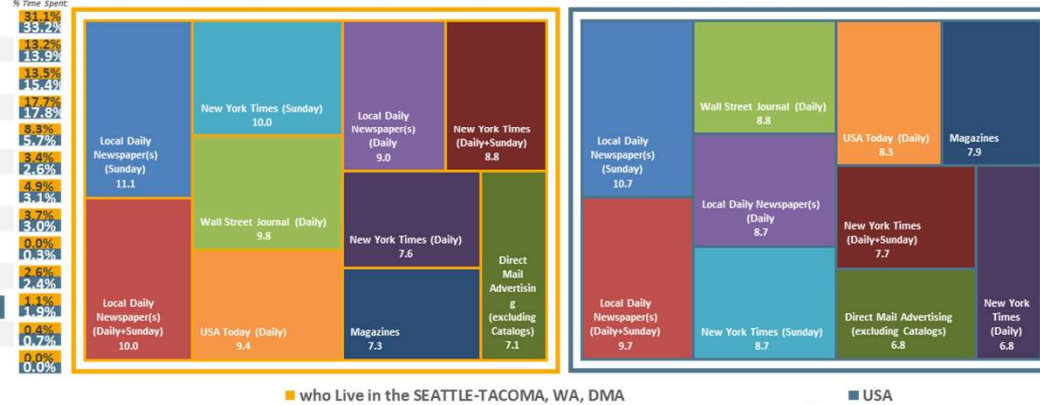 % Time Spent:
31.1%
33.2%
13.2%
13.9%
13.5%
15.4%
17.7%
17.8%
8.3%
5.7%
3.4%
2.6%
4.9%
3.1%
3.7%
3.0%
0.0%
0.3%
2.6%
2.4%
1.1%
1.9%
0.4%
0.7%
0.0%
0.0%
Local Daily
Newspaper(s)
(Sunday)
11.1
Local Daily
Newspaper(s)
(Daily+Sunday)
10.0
New York Times (Sunday)
10.0
Wall Street Journal (Daily)
9.8
USA Today (Daily)
9.4
Local Daily
Newspaper(s)
(Daily
9.0
New York Times
(Daily+Sunday)
8.8
New York Times (Daily)
7.6
Magazines
7.3
Direct
Mail
Advertisin
g
(excluding
Catalogs)
7.1
Local Daily
Newspaper(s)
(Sunday)
10.7
Local Daily
Newspaper(s)
(Daily+Sunday)
9.7
Wall Street Journal (Daily)
8.8
Local Daily Newspaper(s)
(Daily
8.7
New York Times (Sunday)
8.7
USA Today (Daily)
8.3
Magazines
7.9
New York Times
(Daily+Sunday)
7.7
Direct Mail Advertising
(excluding Catalogs)
6.8
New York
Times
(Daily)
6.8
who Live in the SEATTLE-TACOMA, WA, DMA
USA